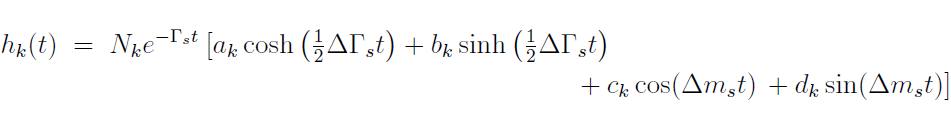 h_k(t) = N_k e^{−Γ_s t} [a_k cosh (½ΔΓ_s t) + b_k sinh (½ΔΓ_s t)
+ c_k cos(Δm_s t) + d_k sin(Δm_s t)]